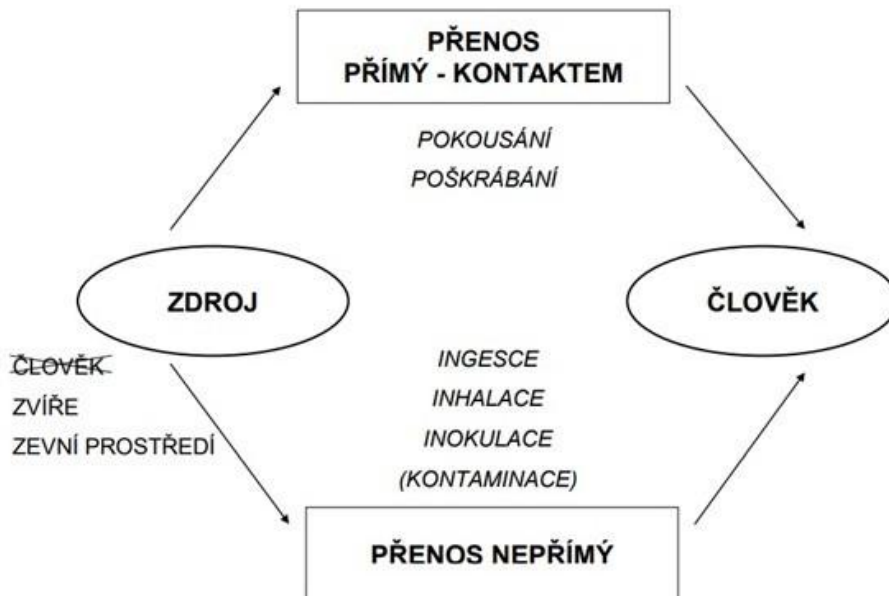 PŘENOS
PŘÍMÝ - KONTAKTEM
POKOUSÁNÍ
POŠKRÁBÁNÍ
ZDROJ
ČLOVĚK
ČLOVĚK
ZVÍŘE
ZEVNÍ PROSTŘEDÍ
INGESCE
INHALACE
INOKULACE
(KONTAMINACE)
PŘENOS NEPŘÍMÝ